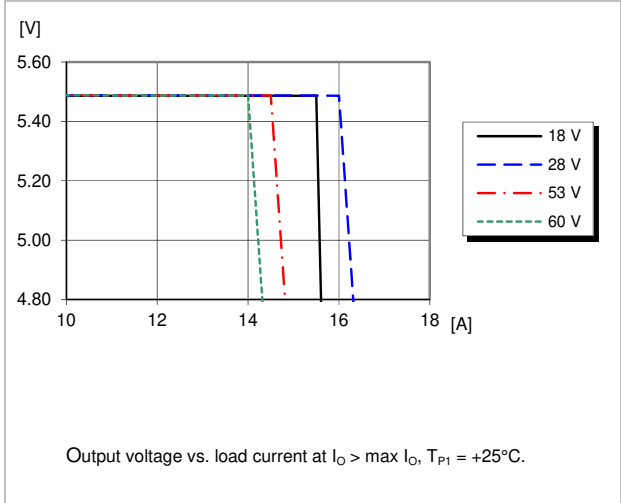 [V]
5.60
5.40
5.20
5.00
4.80
10 12 14 16 18 [A]
18 V
28 V
53 V
60 V
Output voltage vs. load current at IO > max IO, TP1 = +25°C.